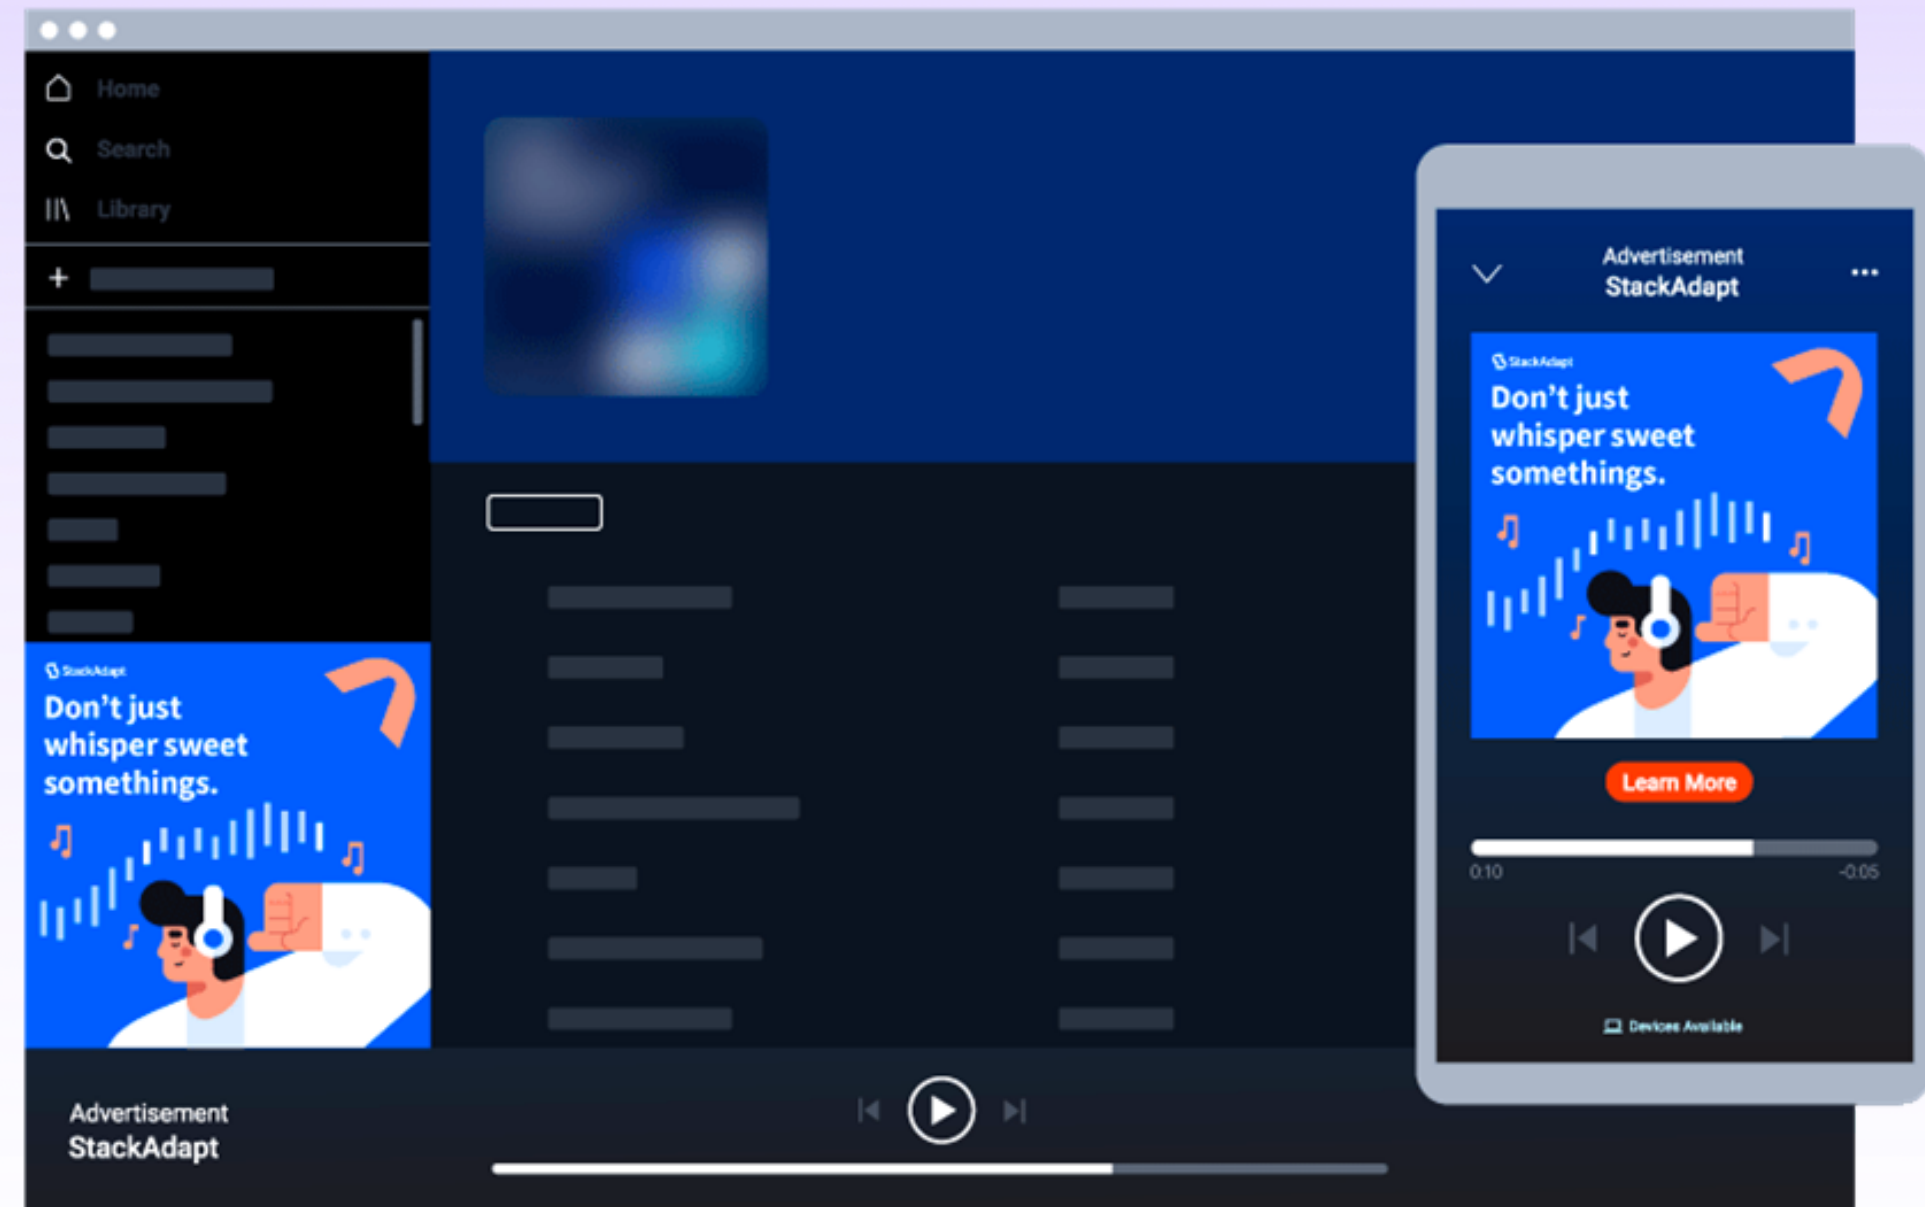 Home
Search
Library
StackAdapt
Don't just
whisper sweet
somethings.
Advertisement
StackAdapt
Advertisement
StackAdapt
StackAdapt
Don't just
whisper sweet
somethings.
Learn More
0:10 -0:05
Devices Available